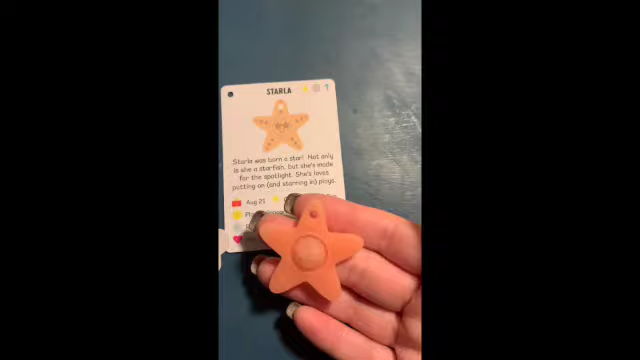 STARLA
Starla was born a star! Not only
is she a starfish, but she's made
for the spotlight. She's loves
putting on (and starring in) plays.
Aug 21